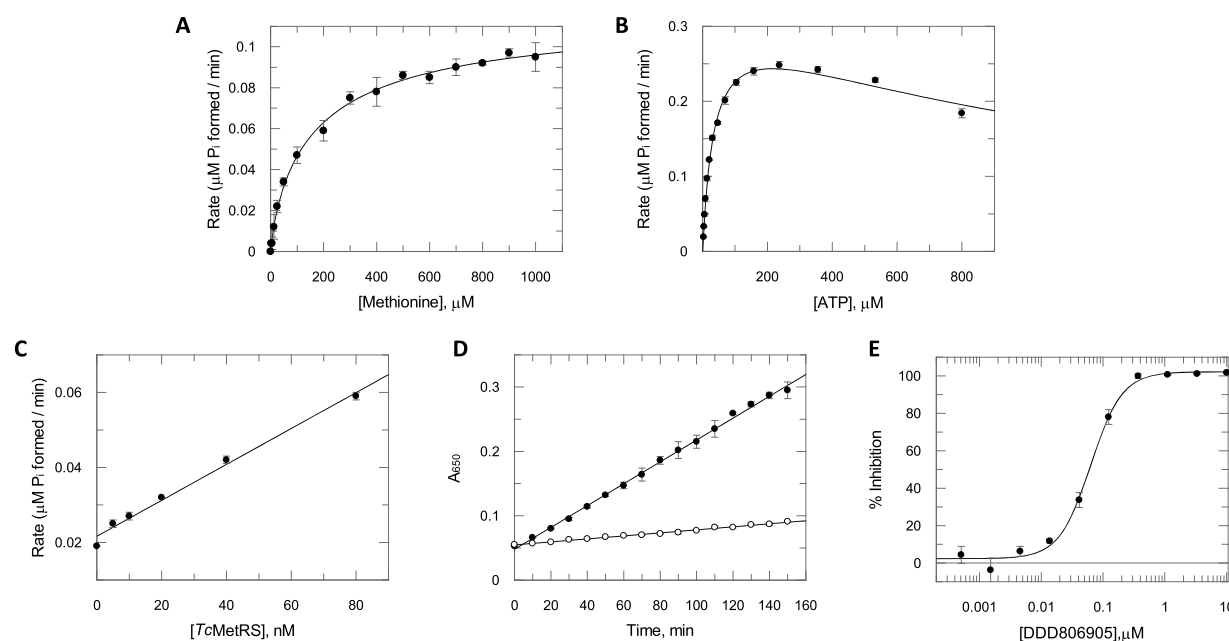 A
Rate (μM Pi formed / min)
0.1
0.08
0.06
0.04
0.02
0
0 200 400 600 800 1000
[Methionine], μM
B
Rate (μM Pi formed / min)
0.3
0.2
0.1
0
200 400 600 800
[ATP], μM
C
Rate (μM Pi formed / min)
0.06
0.04
0.02
0 20 40 60 80
[TcMetRS], nM
D
A650
0.3
0.2
0.1
0
0 20 40 60 80 100 120 140 160
Time, min
E
% Inhibition
100
80
60
40
20
0
0.001 0.01 0.1 1 10
[DDD806905],μM